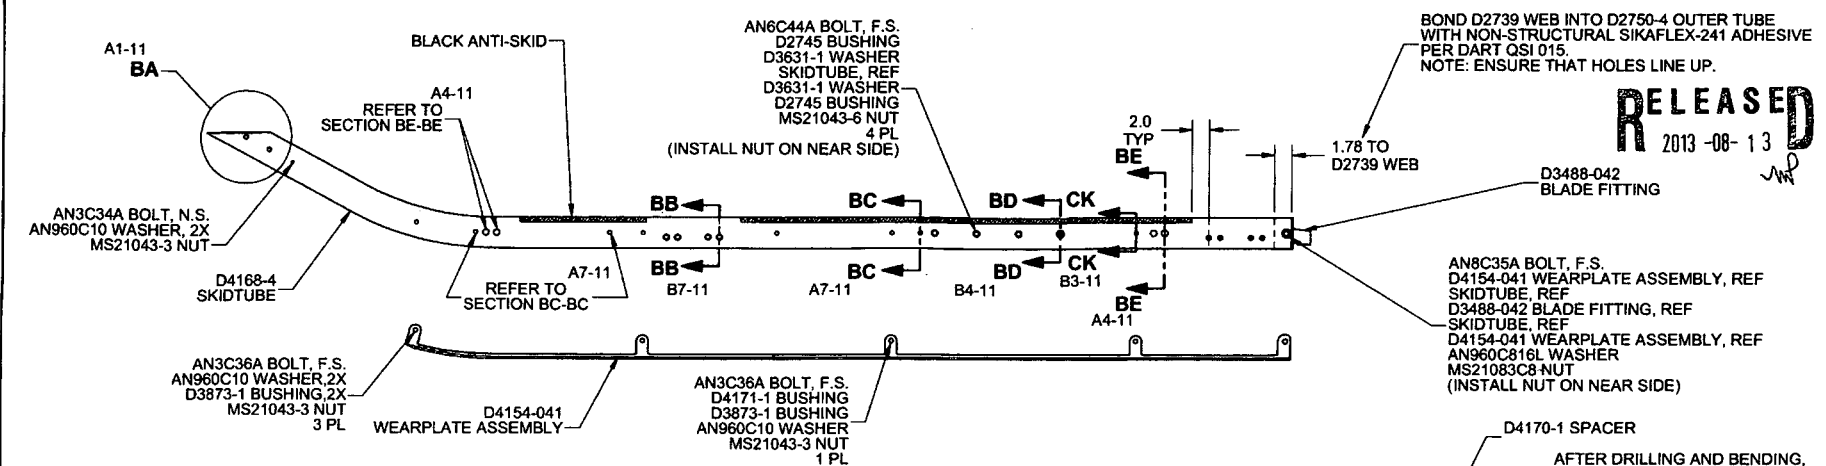 A1-11
BA
BLACK ANTI-SKID
A4-11
REFER TO
SECTION BE-BE
AN6C44A BOLT, F.S.
D2745 BUSHING
D3631-1 WASHER
SKIDTUBE, REF
D3631-1 WASHER
D2745 BUSHING
MS21043-6 NUT
4 PL
(INSTALL NUT ON NEAR SIDE)
2.0
TYP
BE
BOND D2739 WEB INTO D2750-4 OUTER TUBE
WITH NON-STRUCTURAL SIKAFLEX-241 ADHESIVE
PER DART QSI 015.
NOTE: ENSURE THAT HOLES LINE UP.
RELEASED
2013-08-13
1.78 TO
D2739 WEB
D3488-042
BLADE FITTING
AN3C34A BOLT, N.S.
AN960C10 WASHER, 2X
MS21043-3 NUT
D4168-4
SKIDTUBE
BB
BC
BD
CK
BB
BC
BD
CK
BE
A7-11
REFER TO
SECTION BC-BC
B7-11
A7-11
B4-11
B3-11
A4-11
AN8C35A BOLT, F.S.
D4154-041 WEARPLATE ASSEMBLY, REF
SKIDTUBE, REF
D3488-042 BLADE FITTING, REF
SKIDTUBE, REF
D4154-041 WEARPLATE ASSEMBLY, REF
AN960C816L WASHER
MS21083C8 NUT
(INSTALL NUT ON NEAR SIDE)
AN3C36A BOLT, F.S.
AN960C10 WASHER,2X
D3873-1 BUSHING,2X
MS21043-3 NUT
3 PL
D4154-041
WEARPLATE ASSEMBLY
AN3C36A BOLT, F.S.
D4171-1 BUSHING
D3873-1 BUSHING
AN960C10 WASHER
MS21043-3 NUT
1 PL
D4170-1 SPACER
AFTER DRILLING AND BENDING,